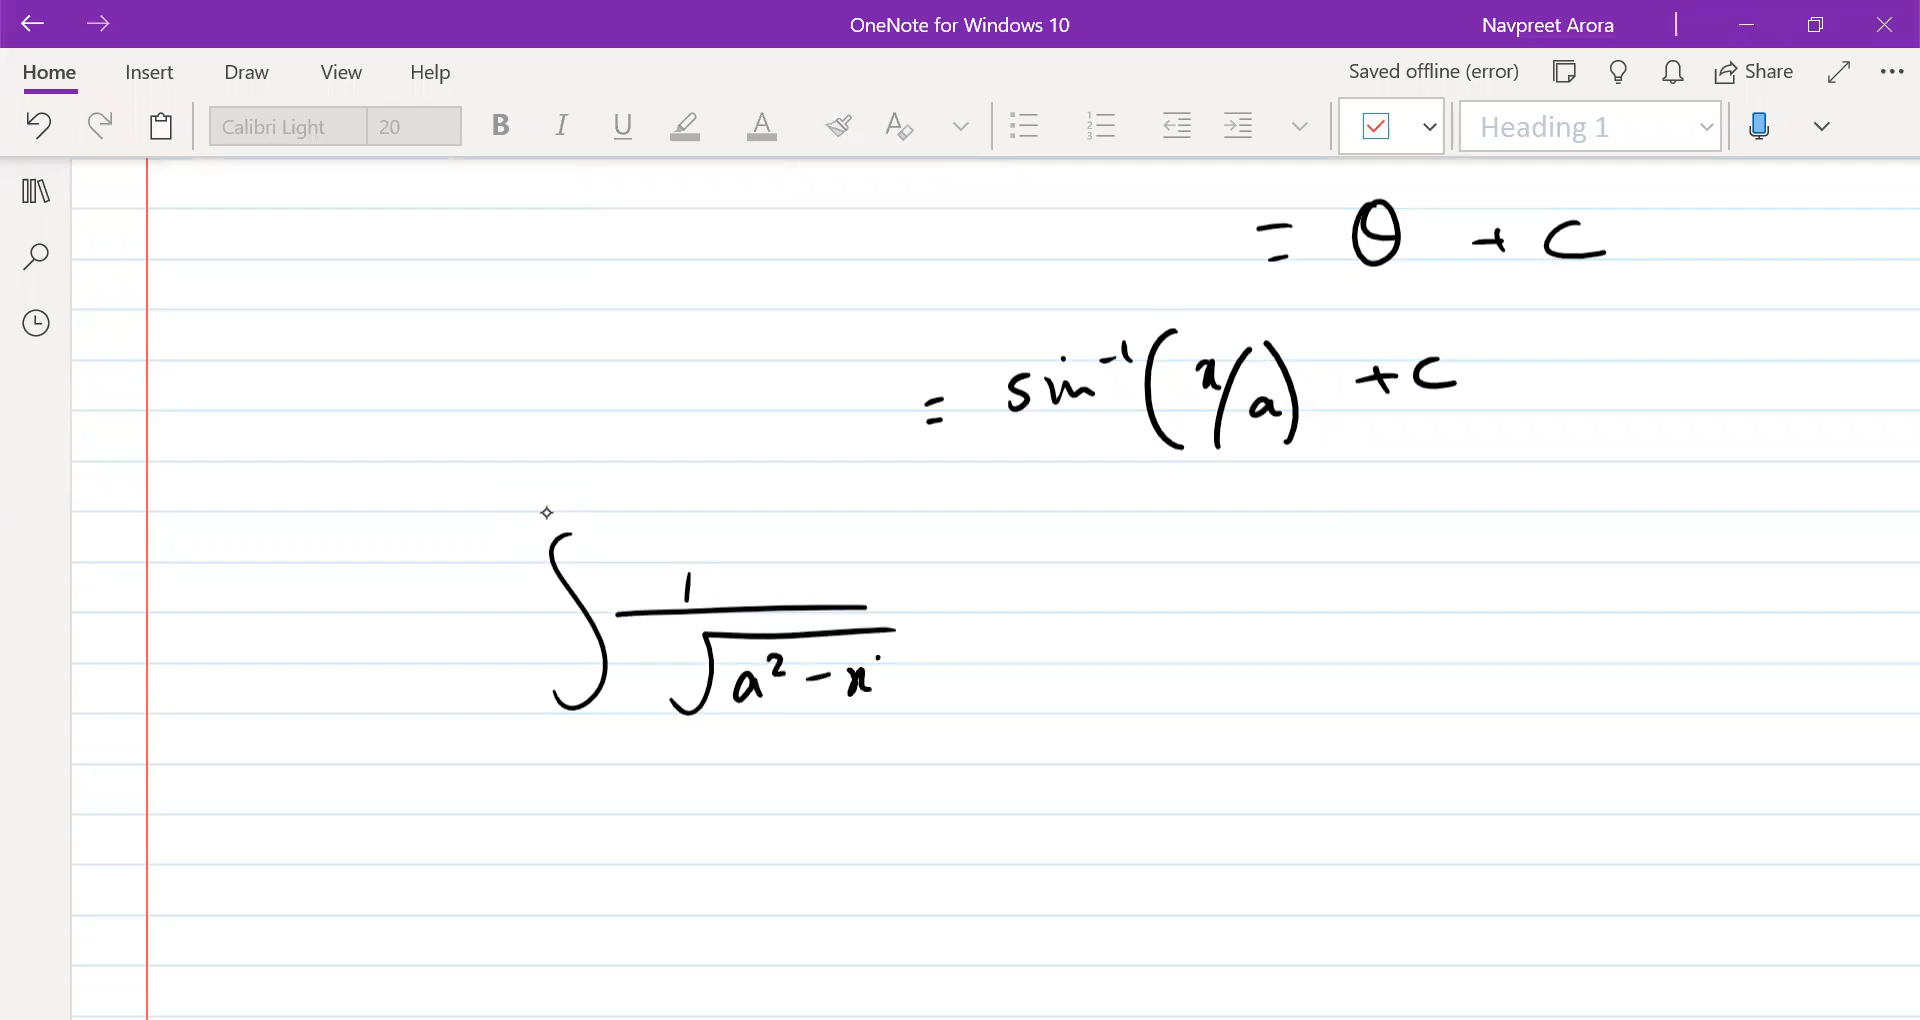 OneNote for Windows 10 Navpreet Arora
Home Insert Draw View Help Saved offline (error) Share
Calibri Light 20 B I U A A Heading 1
= θ + c
= sin⁻¹(x/a) + c
∫ 1/√(a² - x